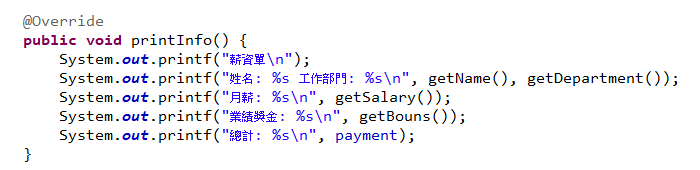 @Override
public void printInfo() {
    System.out.printf("薪資單\n");
    System.out.printf("姓名: %s 工作部門: %s\n", getName(), getDepartment());
    System.out.printf("月薪: %s\n", getSalary());
    System.out.printf("業績獎金: %s\n", getBouns());
    System.out.printf("總計: %s\n", payment);
}